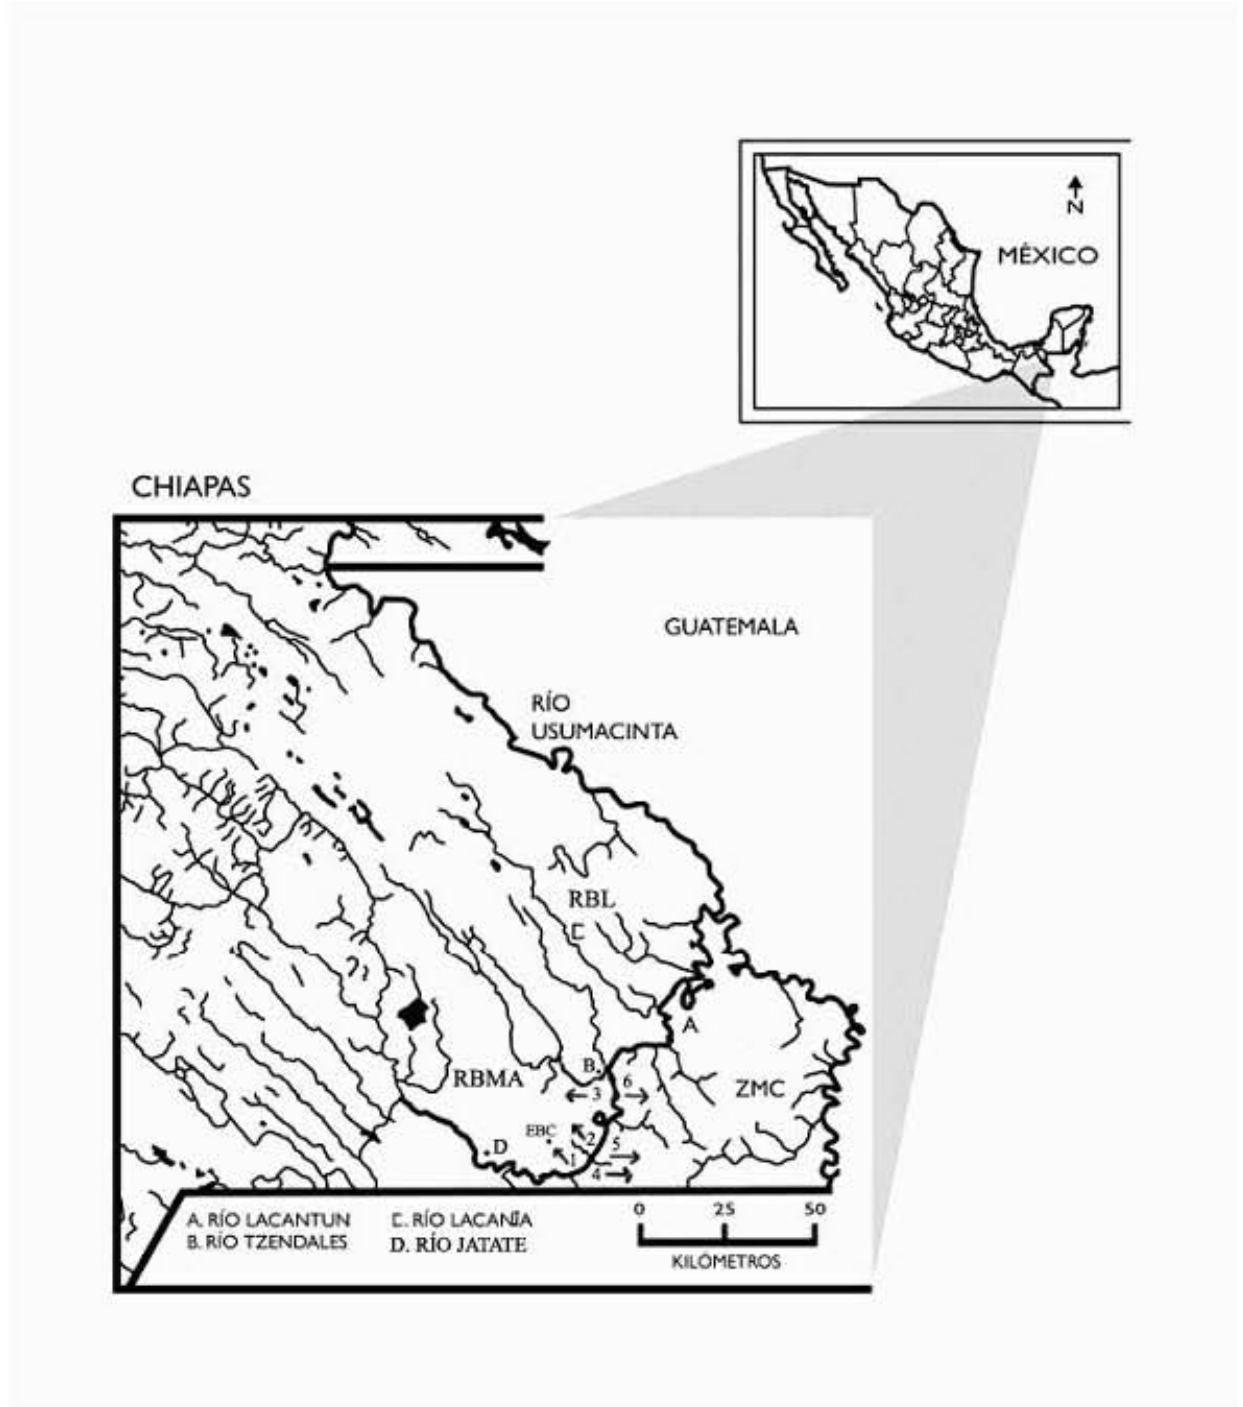 N
MÉXICO
CHIAPAS
GUATEMALA
RÍO
USUMACINTA
RBL
C
A
B
RBMA
3
6
ZMC
EBC
2
5
D
1
4
A. RÍO LACANTUN
B. RÍO TZENDALES
C. RÍO LACANÏA
D. RÍO JATATE
0 25 50
KILÓMETROS